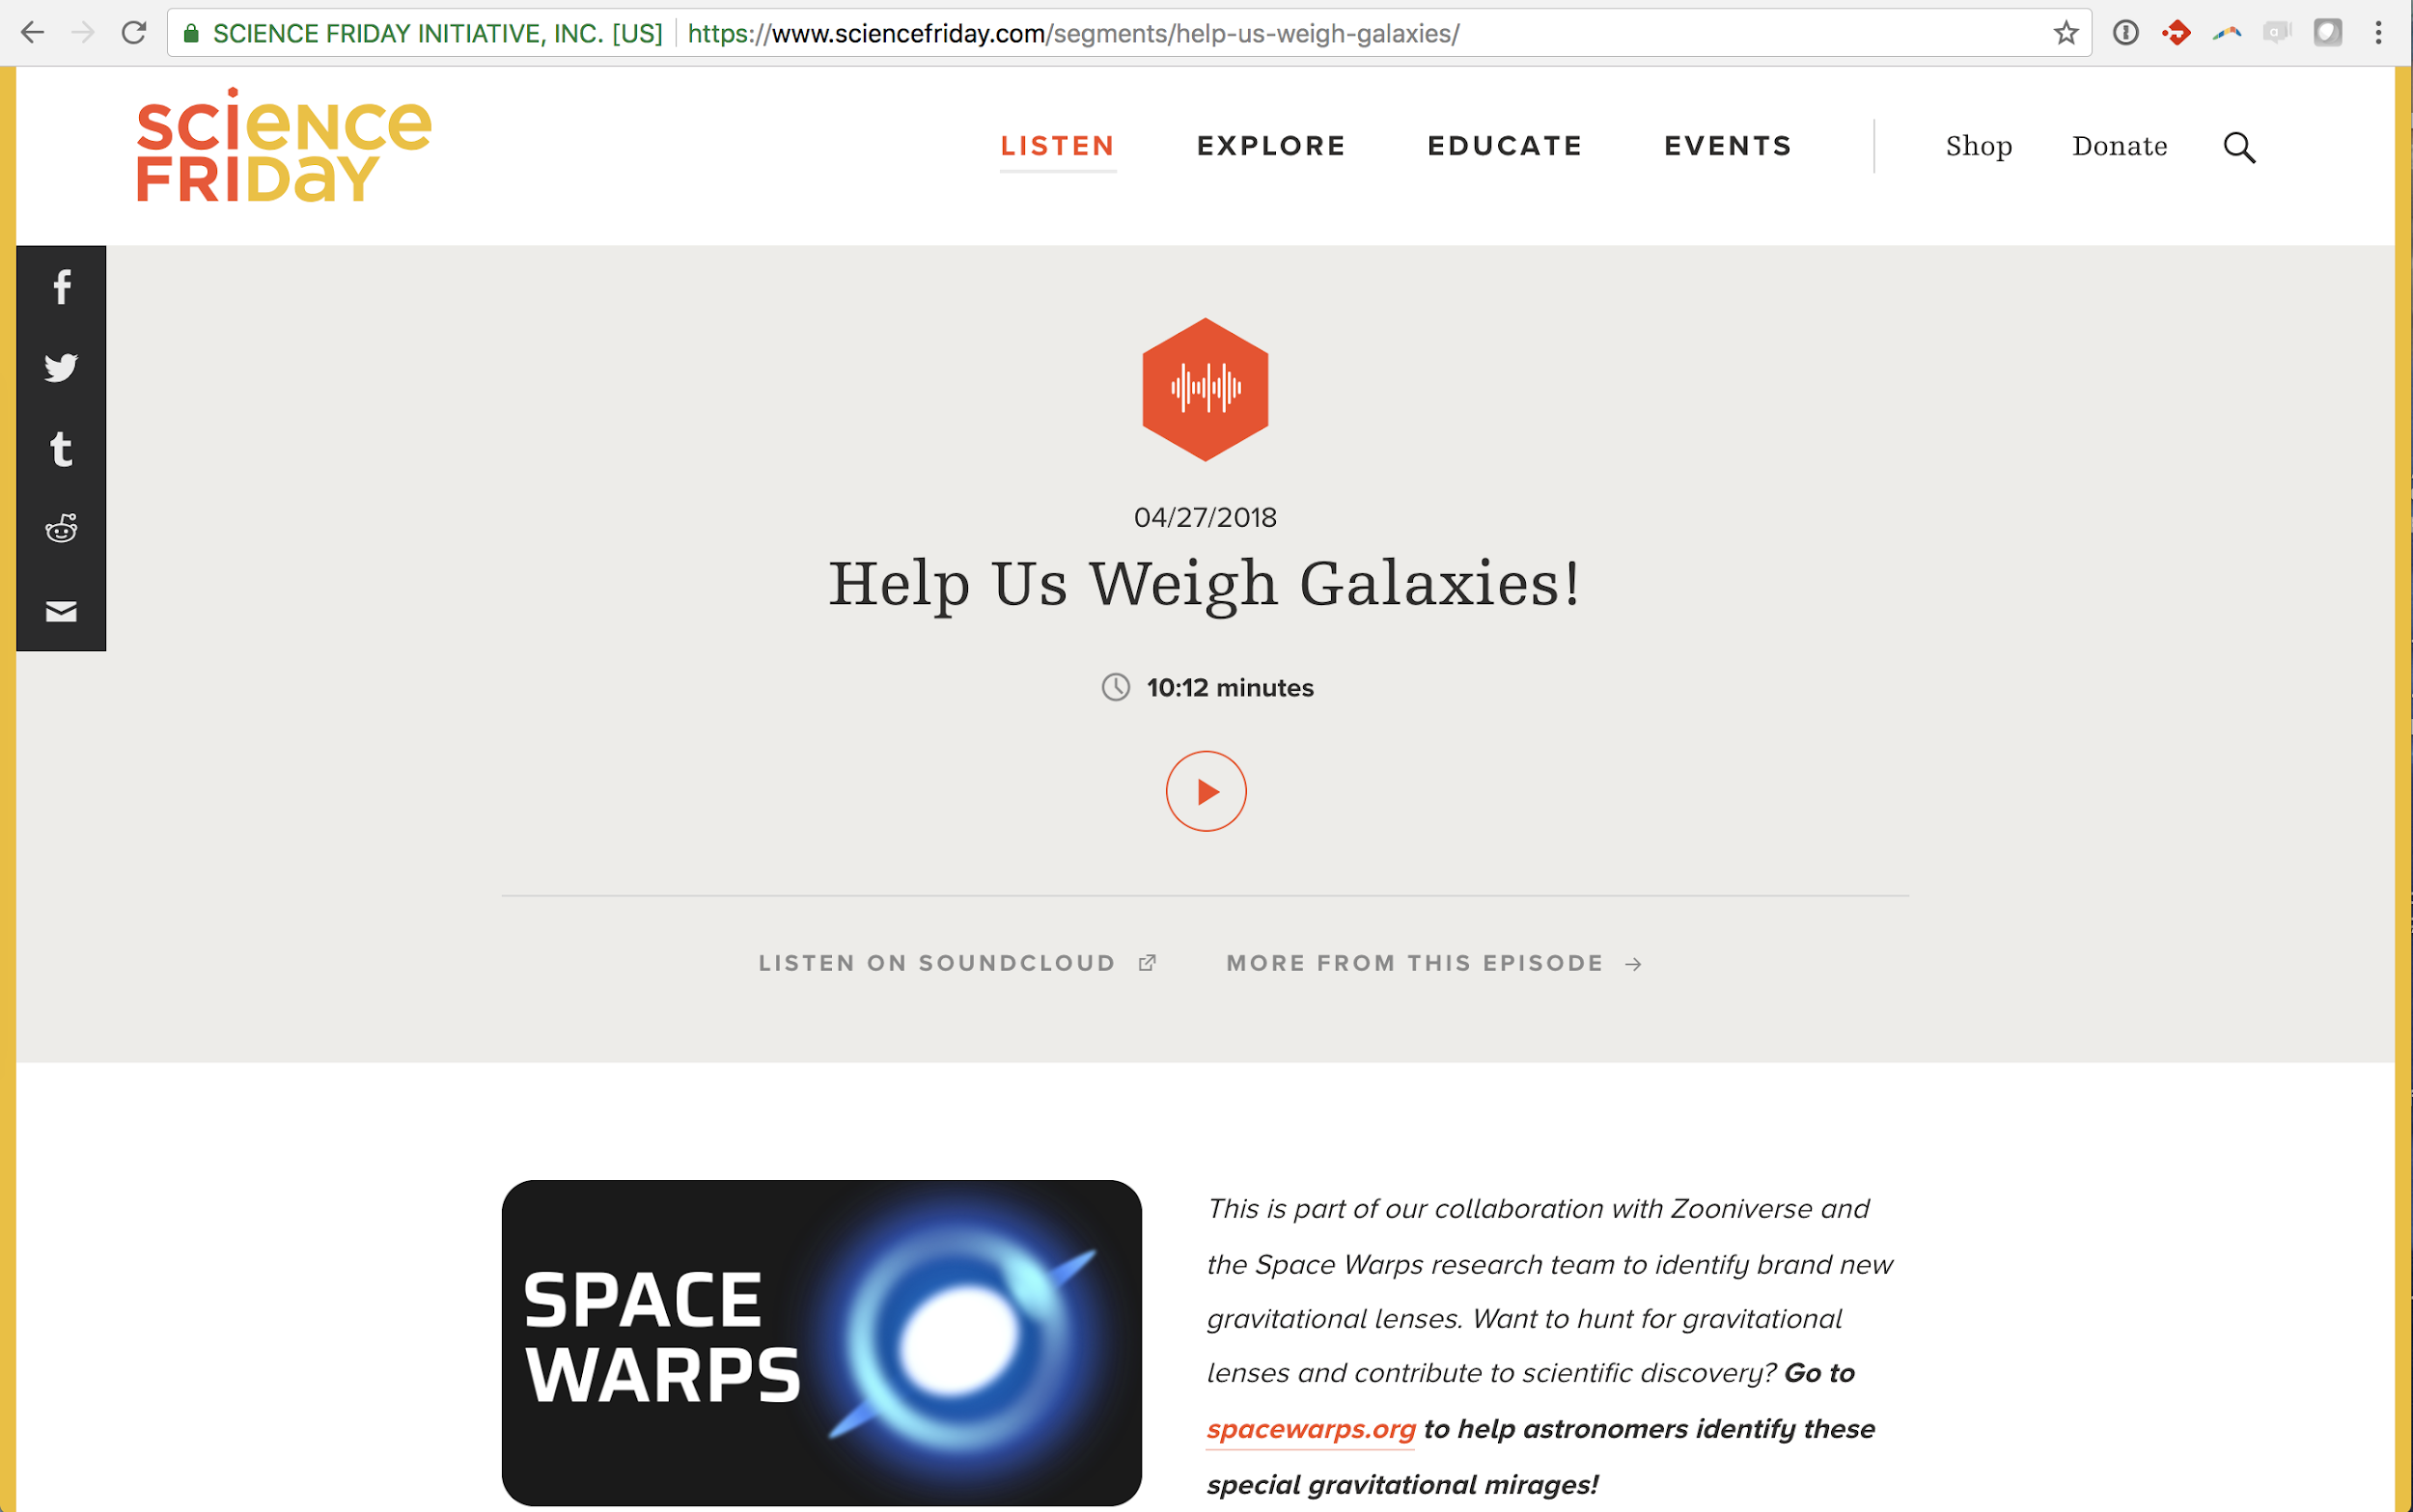 SCIENCE FRIDAY INITIATIVE, INC. [US] https://www.sciencefriday.com/segments/help-us-weigh-galaxies/
scieNce
FRIDaY
LISTEN EXPLORE EDUCATE EVENTS Shop Donate
04/27/2018
Help Us Weigh Galaxies!
10:12 minutes
LISTEN ON SOUNDCLOUD MORE FROM THIS EPISODE
SPACE
WARPS
This is part of our collaboration with Zooniverse and
the Space Warps research team to identify brand new
gravitational lenses. Want to hunt for gravitational
lenses and contribute to scientific discovery? Go to
spacewarps.org to help astronomers identify these
special gravitational mirages!